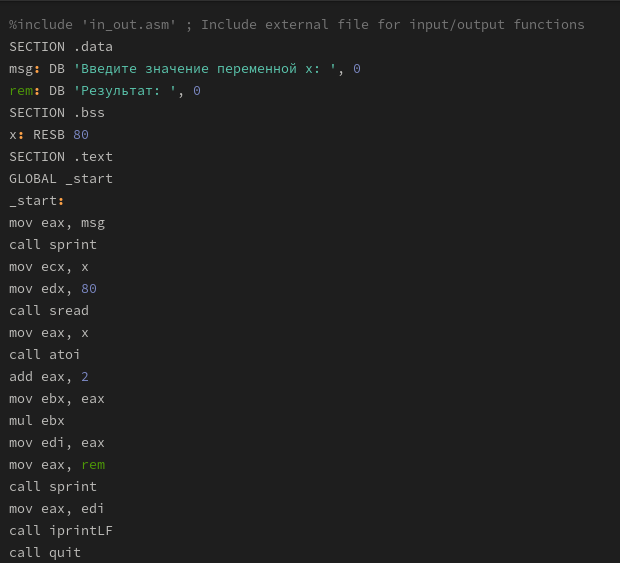 %include 'in_out.asm' ; Include external file for input/output functions
SECTION .data
msg: DB 'Введите значение переменной x: ', 0
rem: DB 'Результат: ', 0
SECTION .bss
x: RESB 80
SECTION .text
GLOBAL _start
_start:
mov eax, msg
call sprint
mov ecx, x
mov edx, 80
call sread
mov eax, x
call atoi
add eax, 2
mov ebx, eax
mul ebx
mov edi, eax
mov eax, rem
call sprint
mov eax, edi
call iprintLF
call quit